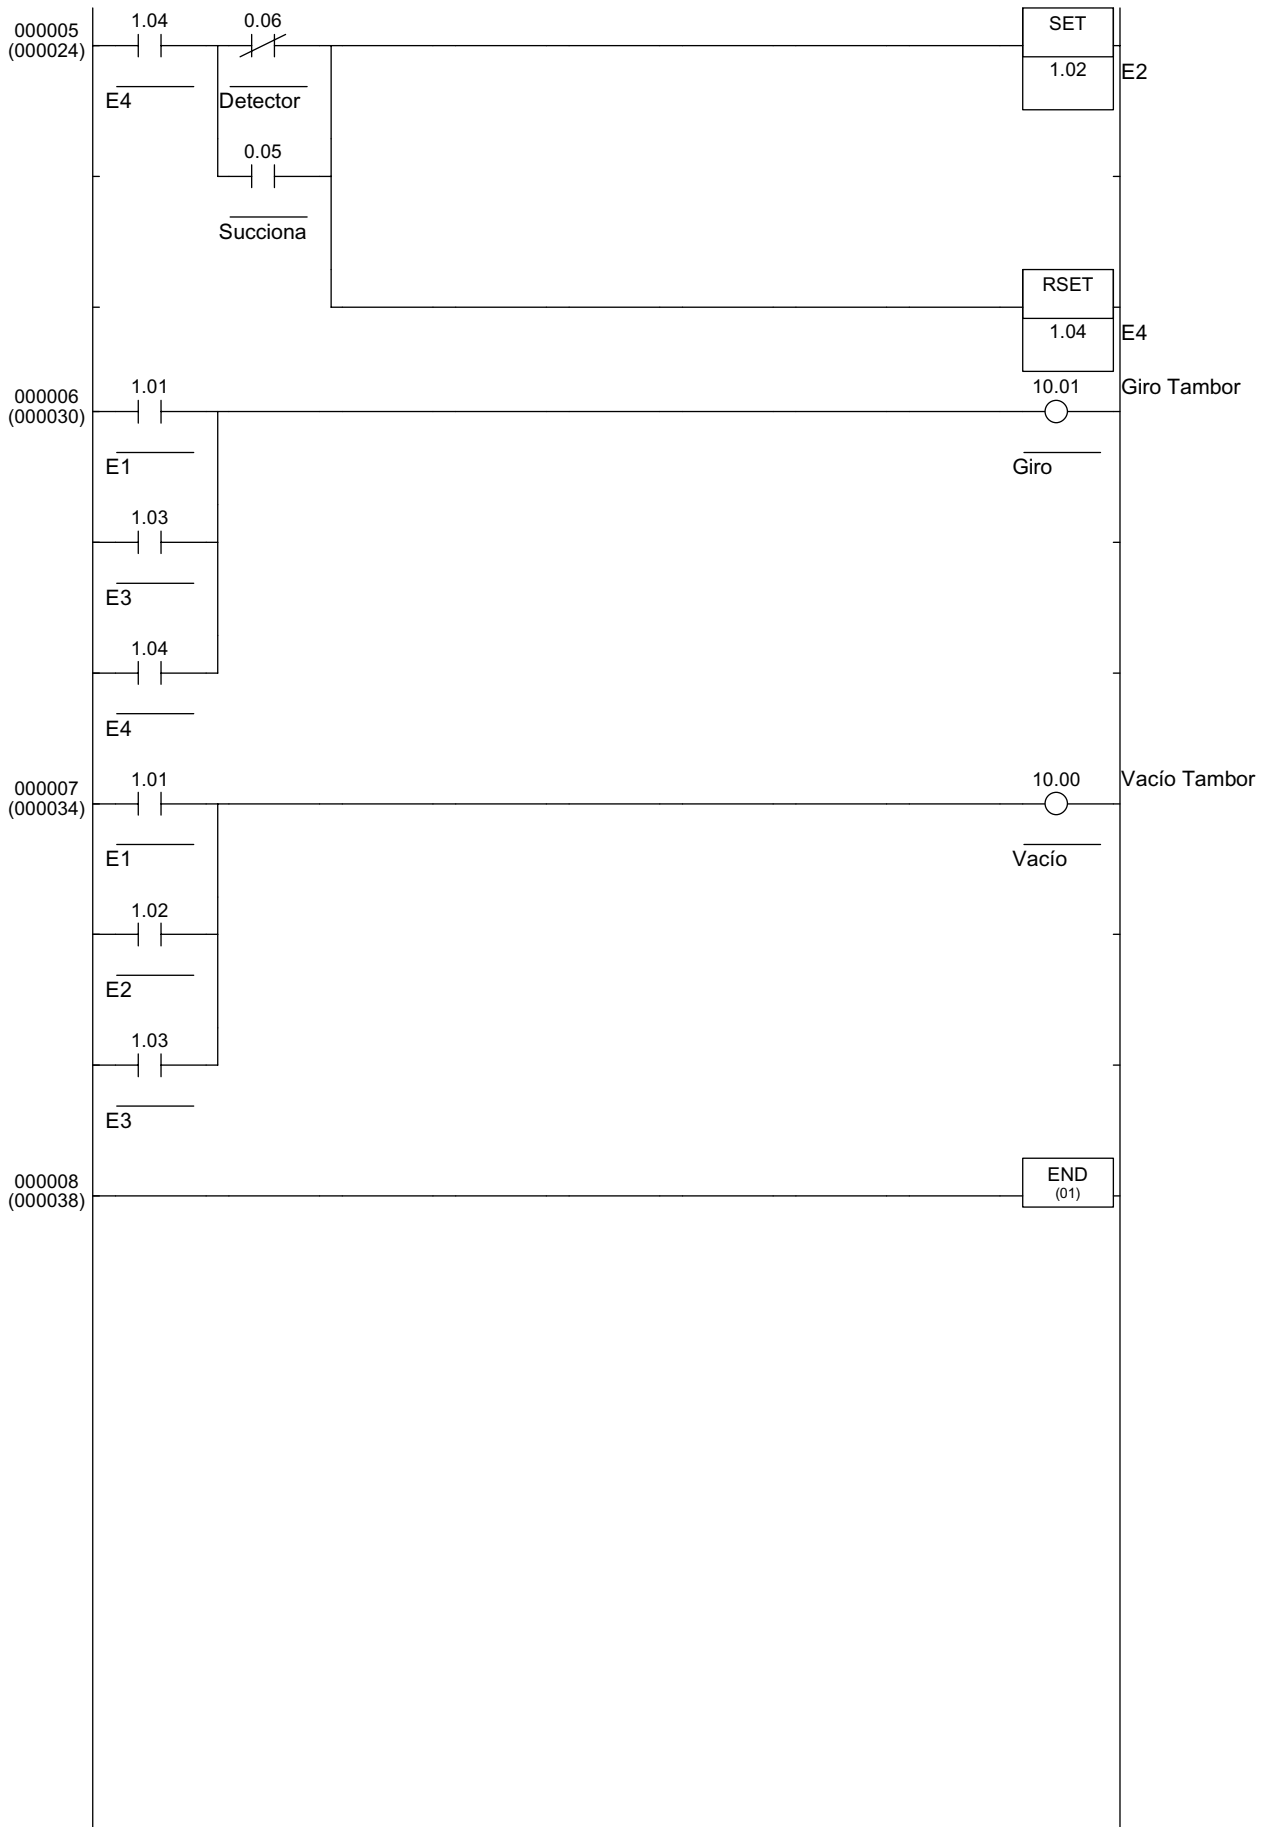 000005
(000024)
1.04
0.06
SET
1.02
E2
E4
Detector
0.05
Succiona
RSET
1.04
E4
000006
(000030)
1.01
10.01
Giro Tambor
E1
Giro
1.03
E3
1.04
E4
000007
(000034)
1.01
10.00
Vacío Tambor
E1
Vacío
1.02
E2
1.03
E3
000008
(000038)
END
(01)